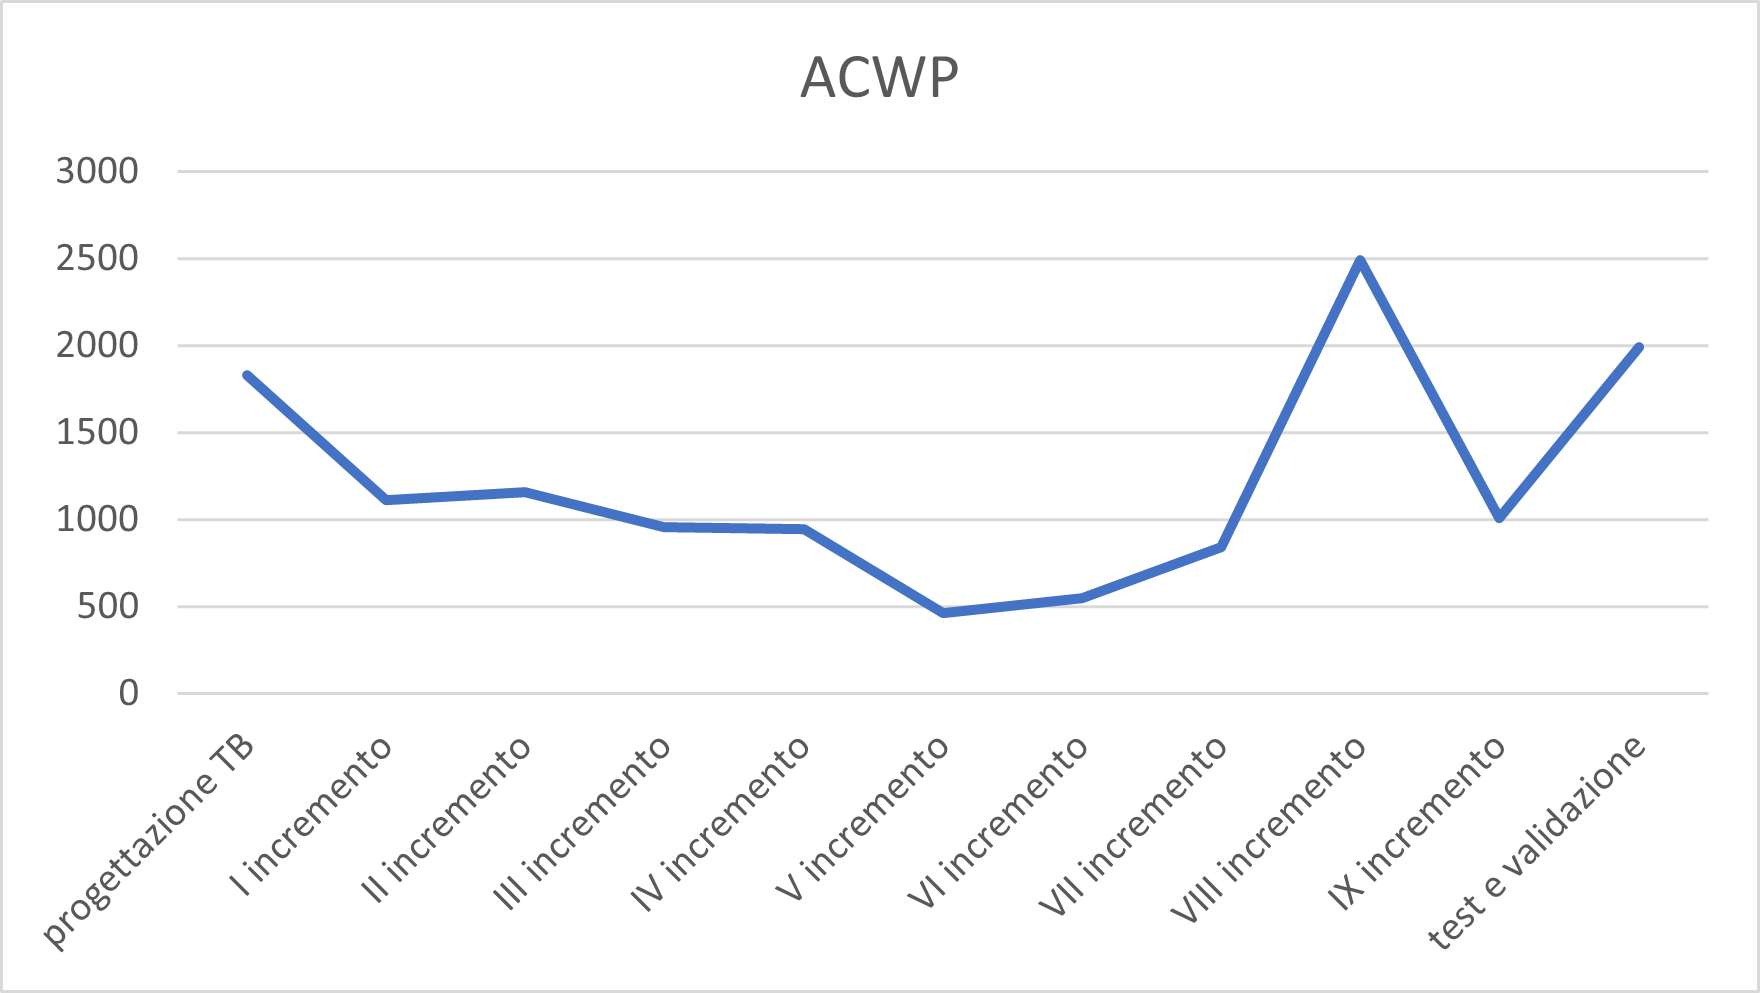 ACWP
3000
2500
2000
1500
1000
500
0
progettazione TB
I incremento
II incremento
III incremento
IV incremento
V incremento
VI incremento
VII incremento
VIII incremento
IX incremento
test e validazione